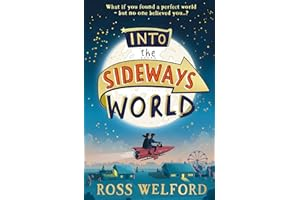 What if you found a perfect world
– but no one believed you..?
INTO
the
SIDEWAYS
WORLD
ROSS WELFORD